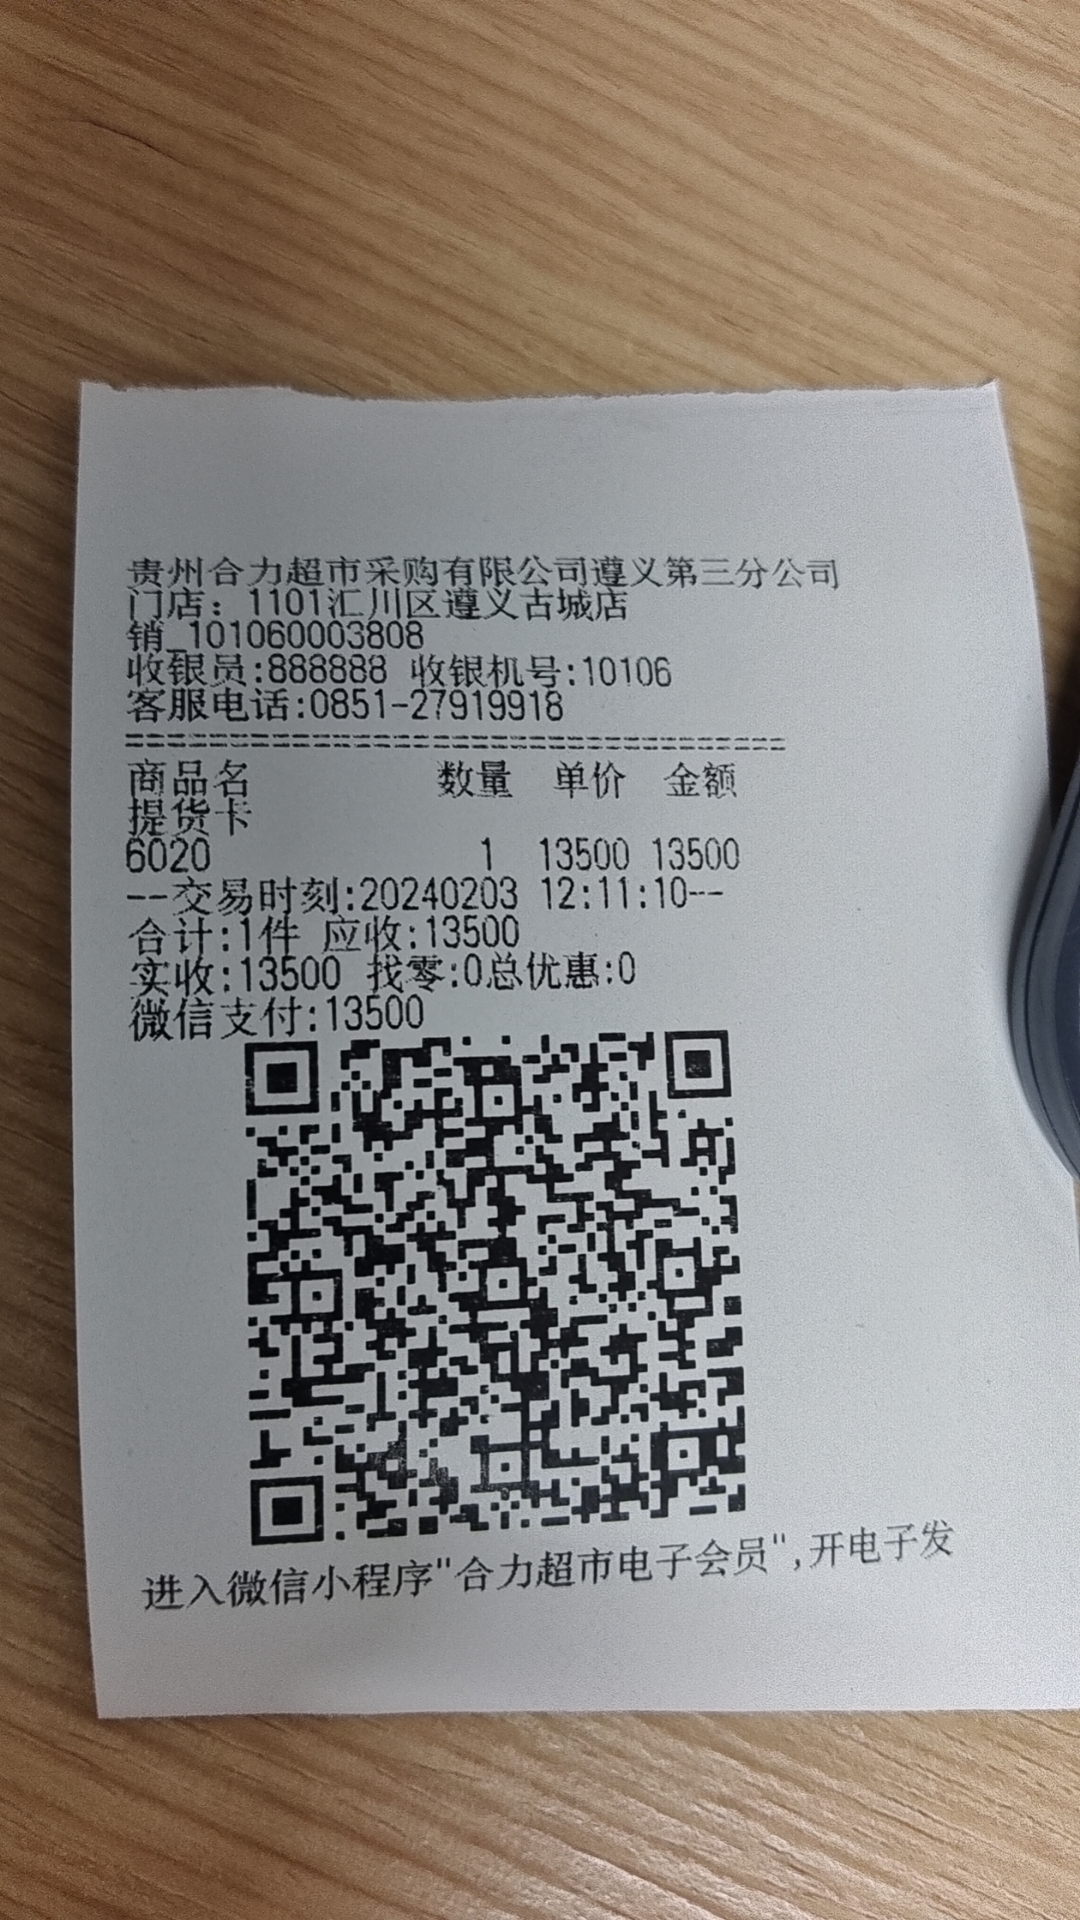 贵州合力超市采购有限公司遵义第三分公司
门店：1101汇川区遵义古城店
销_101060003808
收银员:888888 收银机号:10106
客服电话:0851-27919918
================================
商品名 数量 单价 金额
提货卡
6020 1 13500 13500
--交易时刻:20240203 12:11:10--
合计:1件 应收:13500
实收:13500 找零:0总优惠:0
微信支付:13500
进入微信小程序"合力超市电子会员",开电子发